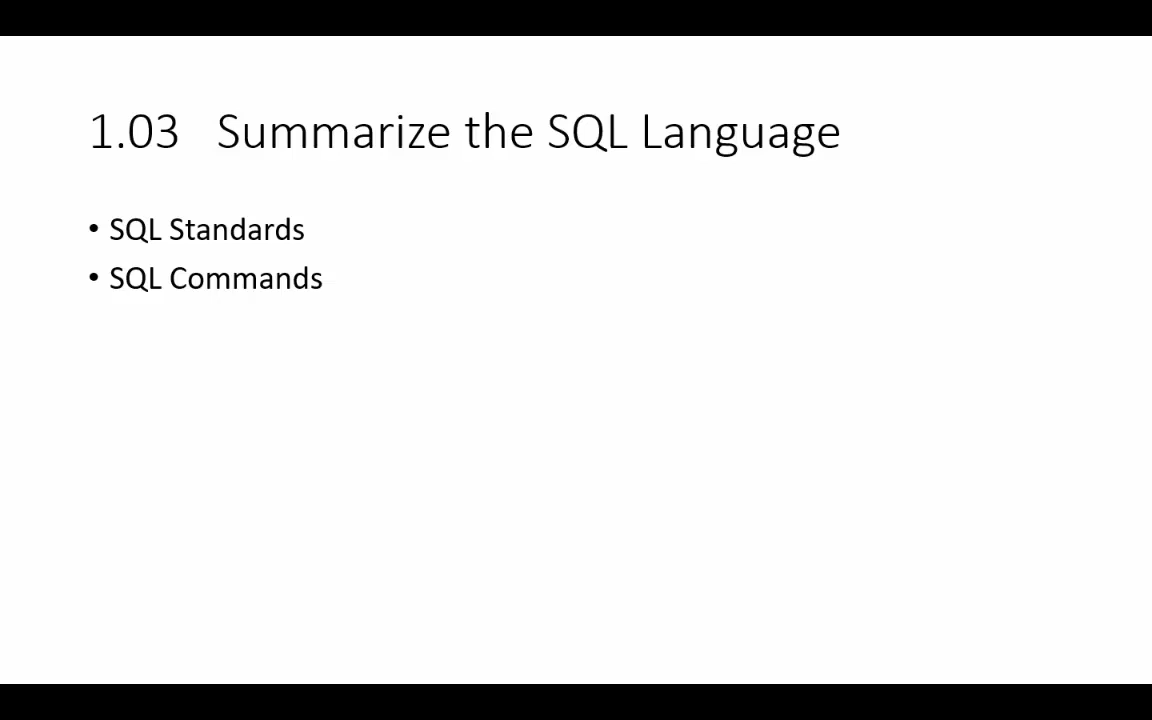 1.03 Summarize the SQL Language
• SQL Standards
• SQL Commands